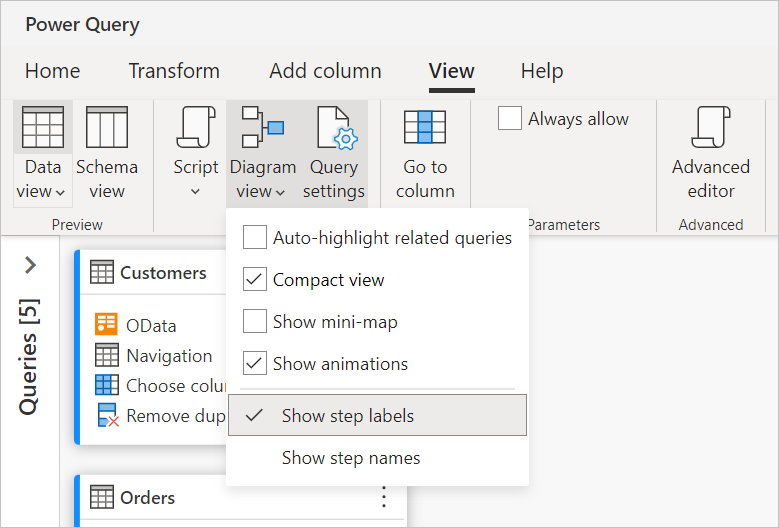 Power Query
Home Transform Add column View Help
Data view
Schema view
Script
Diagram view
Query settings
Go to column
Always allow
Advanced editor
Preview
Parameters
Advanced
Auto-highlight related queries
Compact view
Show mini-map
Show animations
Show step labels
Show step names
Queries [5]
Customers
OData
Navigation
Choose colu
Remove dup
Orders